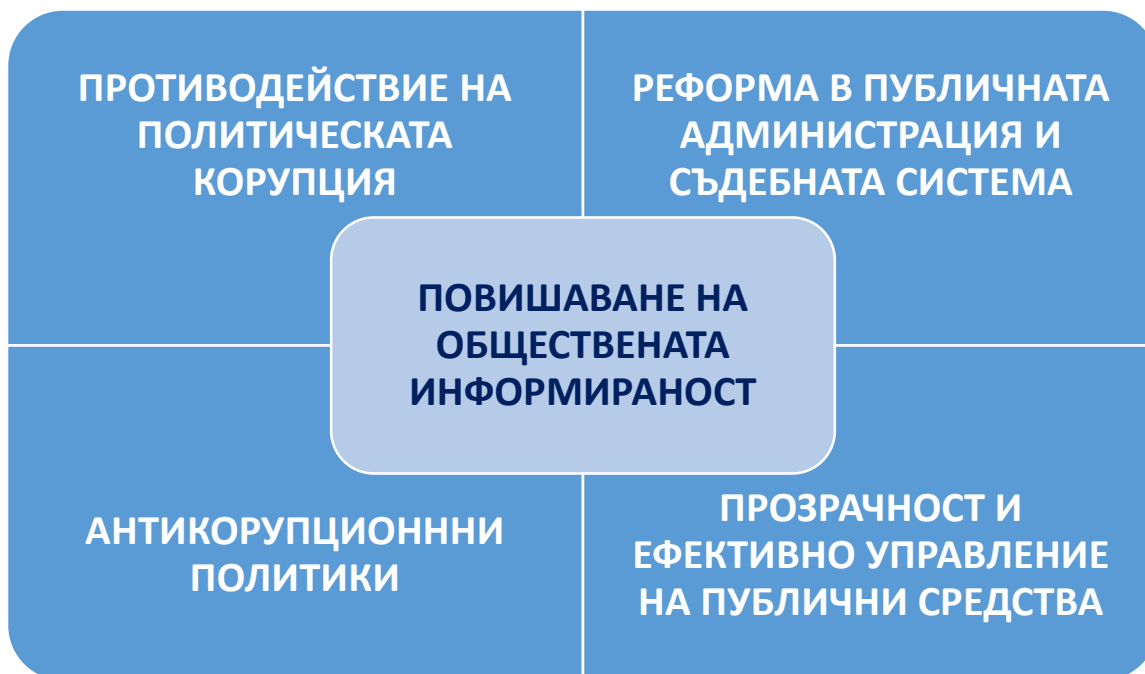 ПРОТИВОДЕЙСТВИЕ НА
ПОЛИТИЧЕСКАТА
КОРУПЦИЯ
РЕФОРМА В ПУБЛИЧНАТА
АДМИНИСТРАЦИЯ И
СЪДЕБНАТА СИСТЕМА
ПОВИШАВАНЕ НА
ОБЩЕСТВЕНАТА
ИНФОРМИРАНОСТ
АНТИКОРУПЦИОНННИ
ПОЛИТИКИ
ПРОЗРАЧНОСТ И
ЕФЕКТИВНО УПРАВЛЕНИЕ
НА ПУБЛИЧНИ СРЕДСТВА